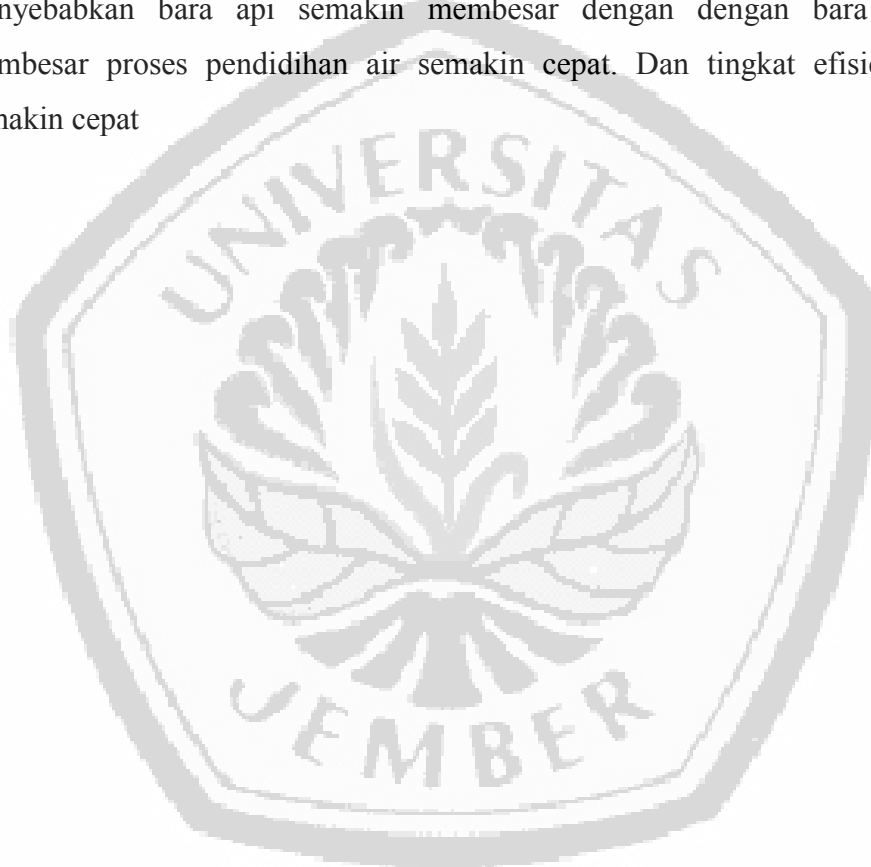 nyebabkan bara api semakin membesar dengan dengan bara
mbesar proses pendidihan air semakin cepat. Dan tingkat efisie
nakin cepat
UNIVERSITAS
JEMBER